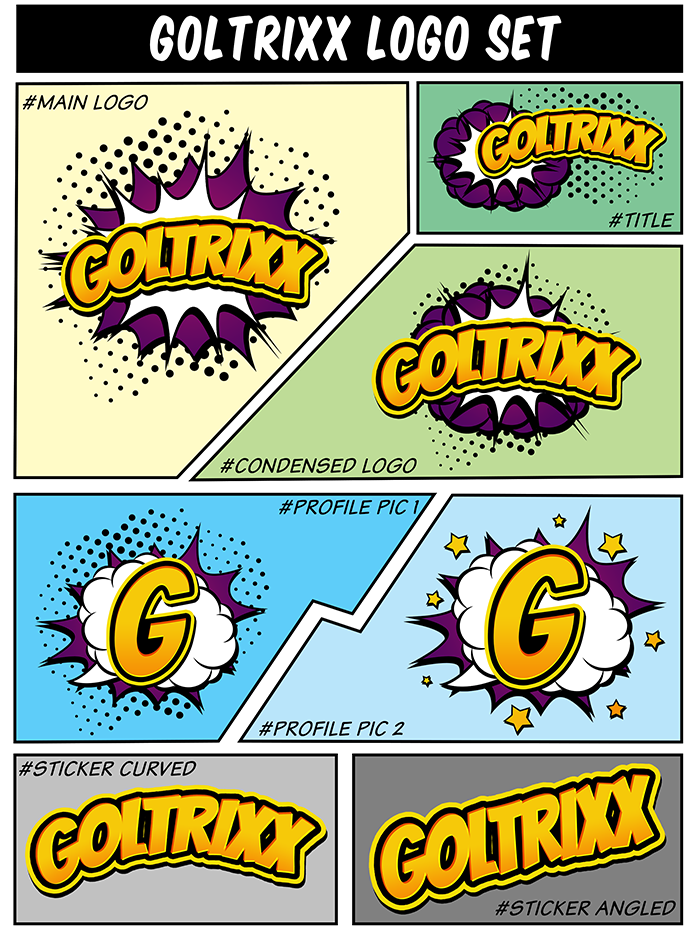 GOLTRIXX LOGO SET
#MAIN LOGO
GOLTRIXX
GOLTRIXX
#TITLE
GOLTRIXX
#CONDENSED LOGO
#PROFILE PIC 1
G
G
#PROFILE PIC 2
#STICKER CURVED
GOLTRIXX
GOLTRIXX
#STICKER ANGLED